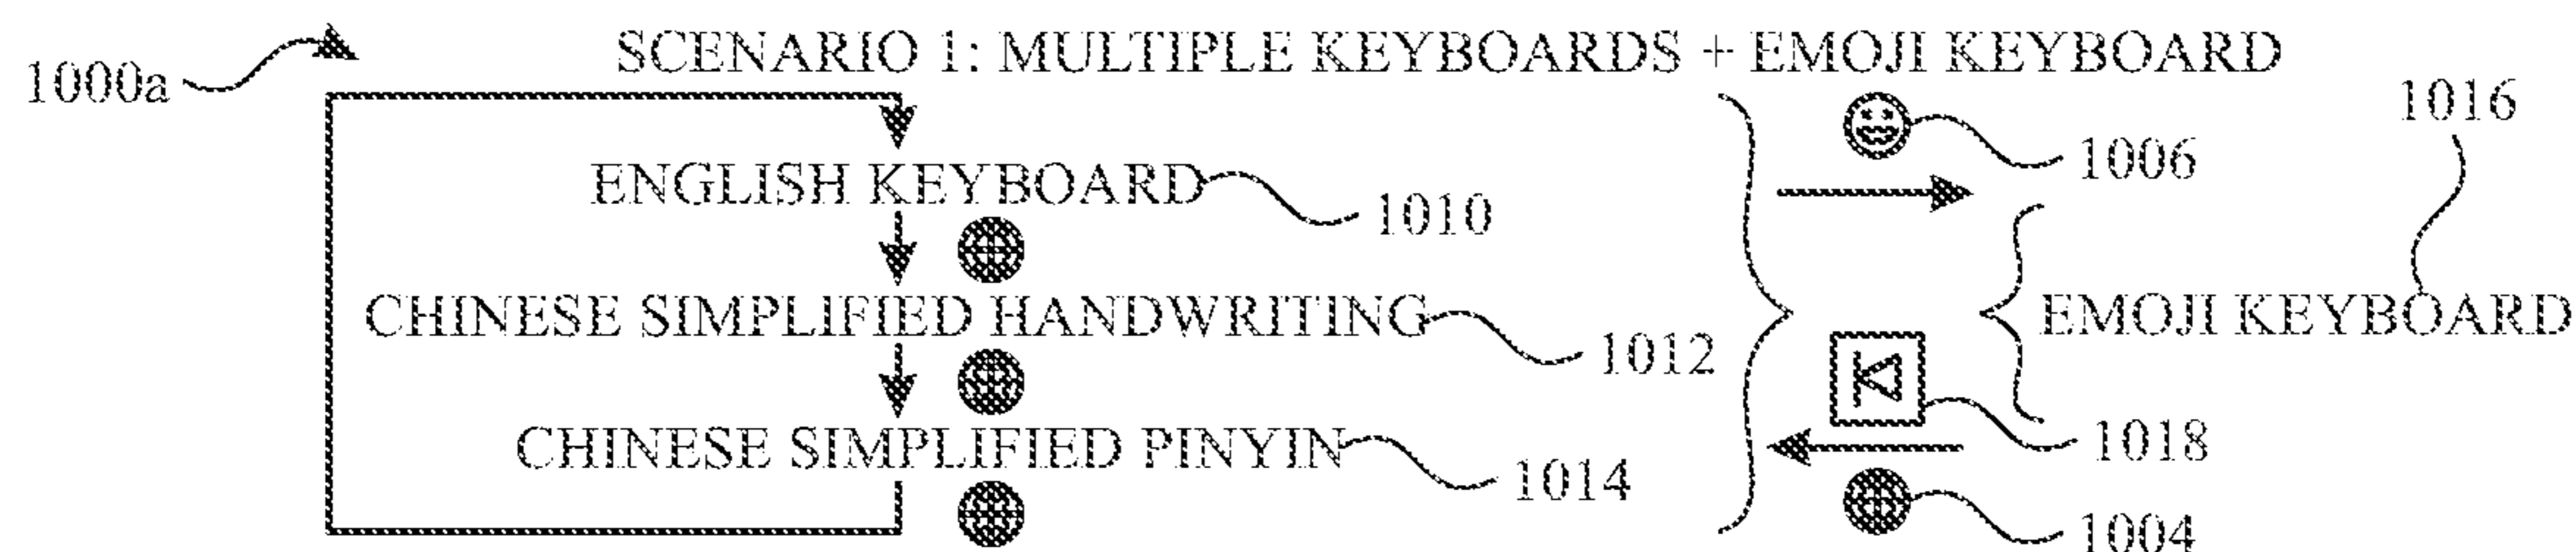 SCENARIO 1: MULTIPLE KEYBOARDS + EMOJI KEYBOARD
1000a
1016
1006
ENGLISH KEYBOARD
1010
CHINESE SIMPLIFIED HANDWRITING
EMOJI KEYBOARD
1012
CHINESE SIMPLIFIED PINYIN
1018
1014
1004